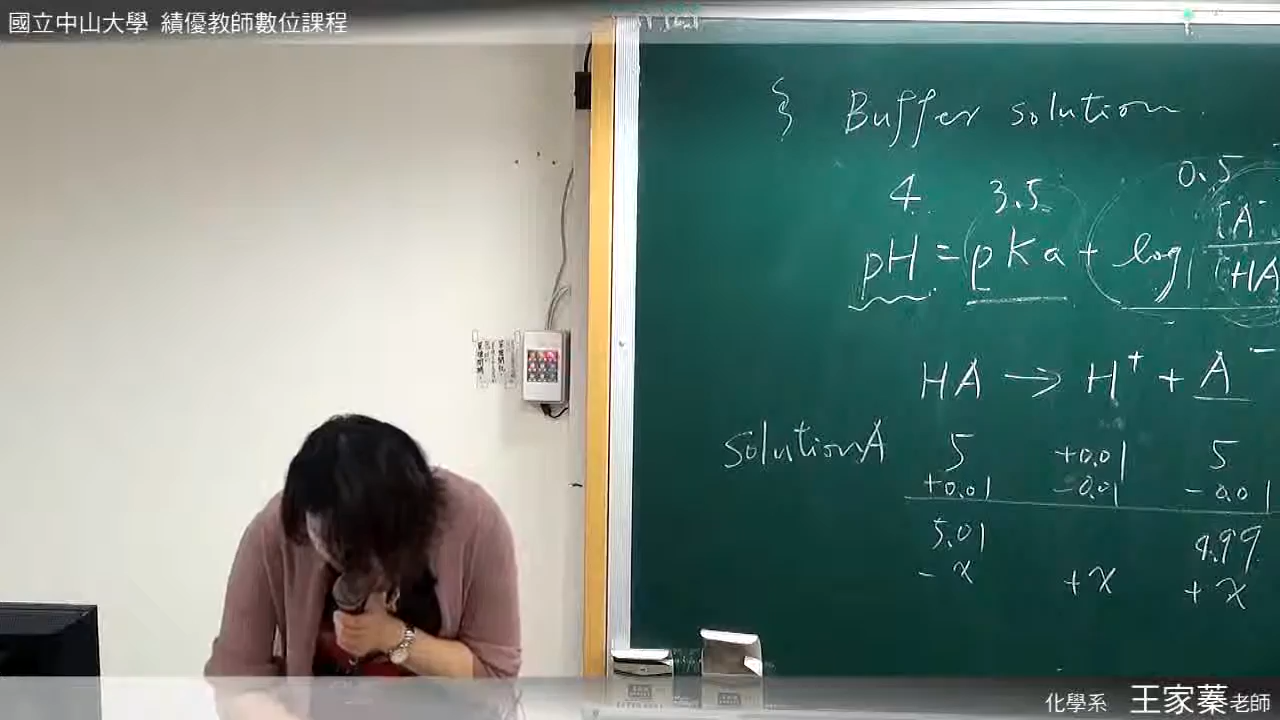 國立中山大學 績優教師數位課程
§ Buffer solution.
4 3.5 0.5
pH = pKa + log [A- [HA
HA → H+ + A-
Solution A 5 +0.01 5
+0.01 -0.01 -0.01
5.01 4.99
-x +x +x
化學系 王家蓁老師